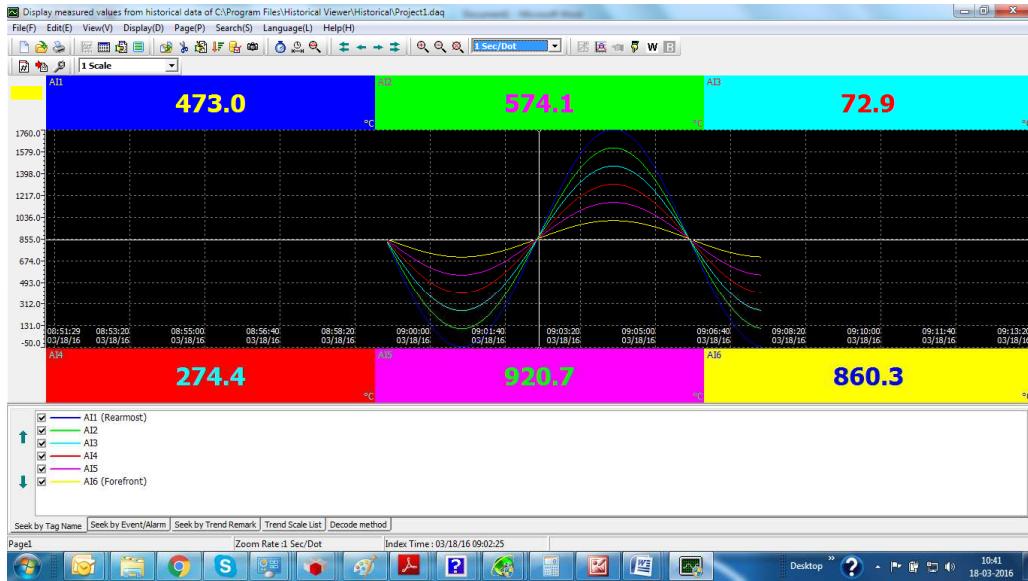 Display measured values from historical data of C:\Program Files\Historical Viewer\Historical\Project1.daq
File(F) Edit(E) View(V) Display(D) Page(P) Search(S) Language(L) Help(H)
1 Sec/Dot
W R
1 Scale
AI1 AI2 AI3
473.0 574.1 72.9
°C °C °C
1760.0
1579.0
1398.0
1217.0
1036.0
855.0
674.0
493.0
312.0
131.0
-50.0
08:51:29 08:53:20 08:55:00 08:56:40 08:58:20 09:00:00 09:01:40 09:03:20 09:05:00 09:06:40 09:08:20 09:10:00 09:11:40 09:13:20
03/18/16 03/18/16 03/18/16 03/18/16 03/18/16 03/18/16 03/18/16 03/18/16 03/18/16 03/18/16 03/18/16 03/18/16 03/18/16 03/18/16
AI4 AI5 AI6
274.4 920.7 860.3
°C °C °C
AI1 (Rearmost)
AI2
AI3
AI4
AI5
AI6 (Forefront)
Seek by Tag Name Seek by Event/Alarm Seek by Trend Remark Trend Scale List Decode method
Page1 Zoom Rate :1 Sec/Dot Index Time : 03/18/16 09:02:25
Desktop
10:41
18-03-2016